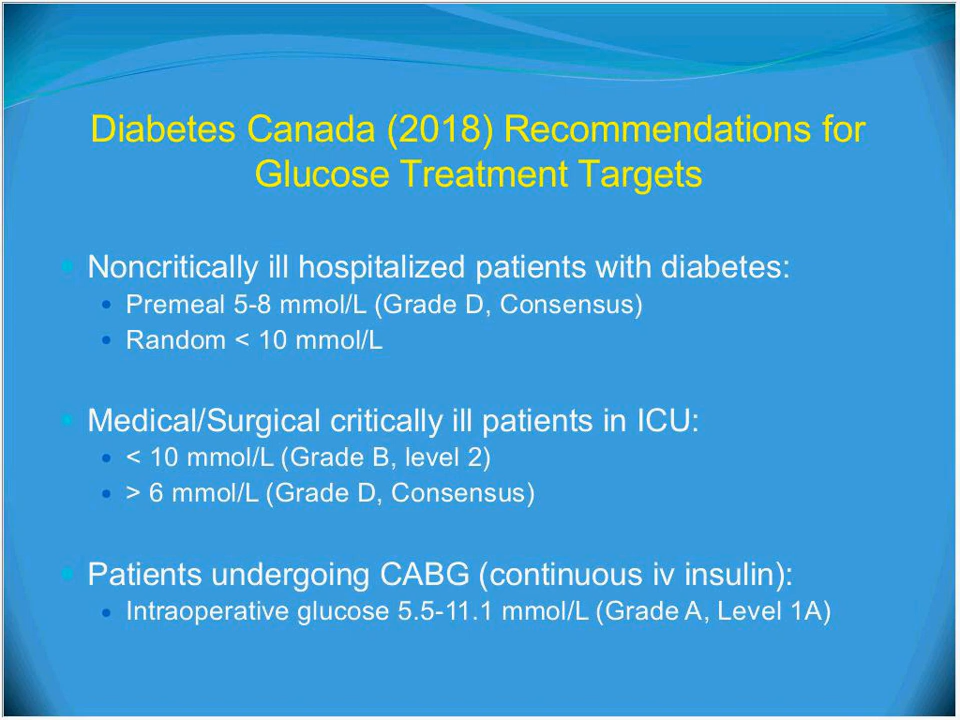 Diabetes Canada (2018) Recommendations for
Glucose Treatment Targets
Noncritically ill hospitalized patients with diabetes:
Premeal 5-8 mmol/L (Grade D, Consensus)
Random < 10 mmol/L
Medical/Surgical critically ill patients in ICU:
< 10 mmol/L (Grade B, level 2)
> 6 mmol/L (Grade D, Consensus)
Patients undergoing CABG (continuous iv insulin):
Intraoperative glucose 5.5-11.1 mmol/L (Grade A, Level 1A)